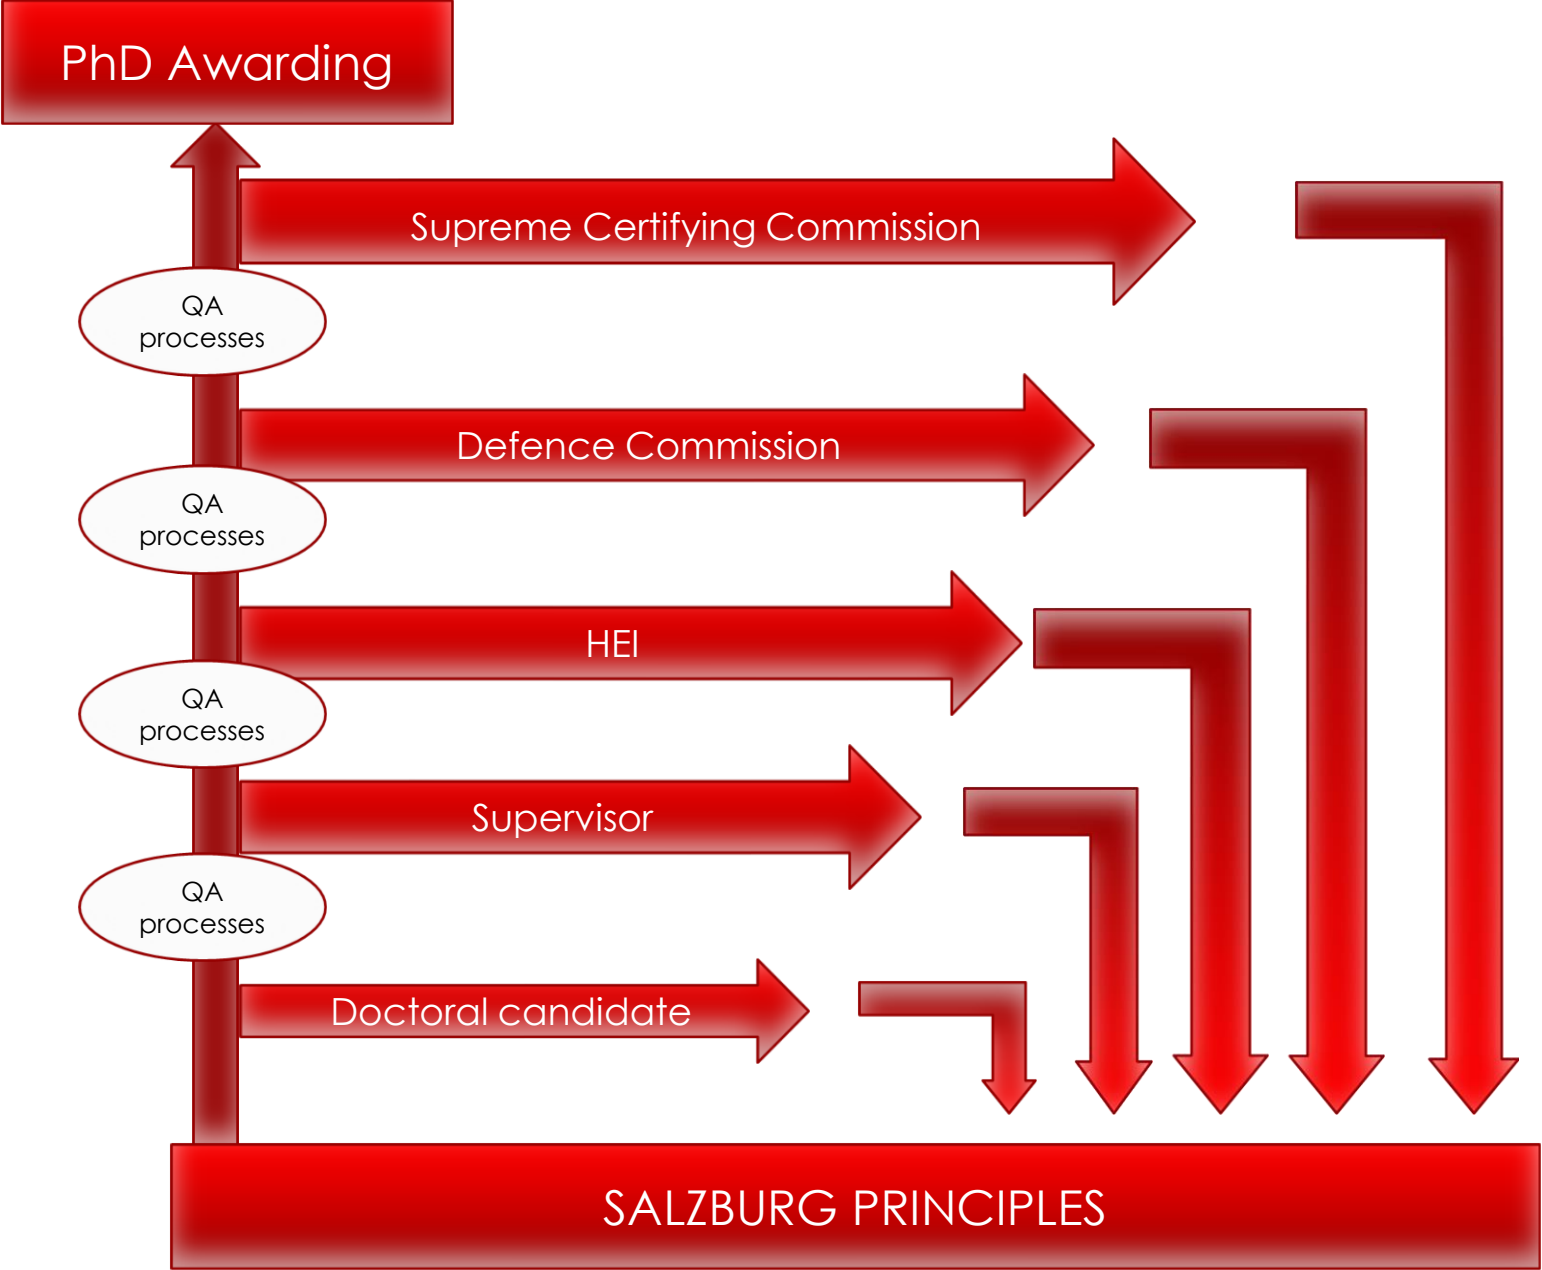 PhD Awarding
Supreme Certifying Commission
QA
processes
Defence Commission
QA
processes
HEI
QA
processes
Supervisor
QA
processes
Doctoral candidate
SALZBURG PRINCIPLES